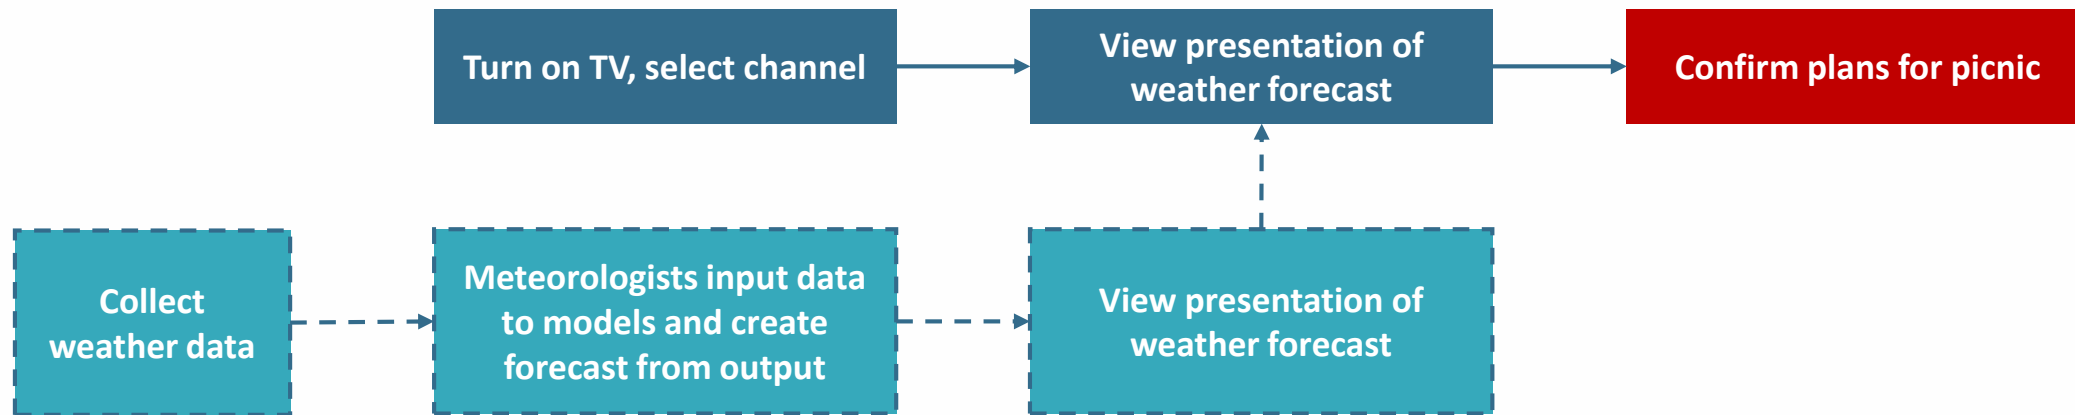 Turn on TV, select channel
View presentation of
weather forecast
Confirm plans for picnic
Collect
weather data
Meteorologists input data
to models and create
forecast from output
View presentation of
weather forecast